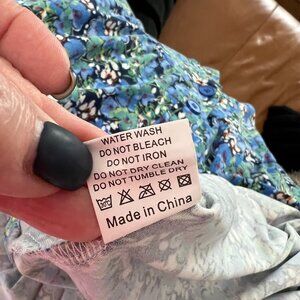 WATER WASH
DO NOT BLEACH
DO NOT IRON
DO NOT DRY CLEAN
DO NOT TUMBLE DRY
Made in China